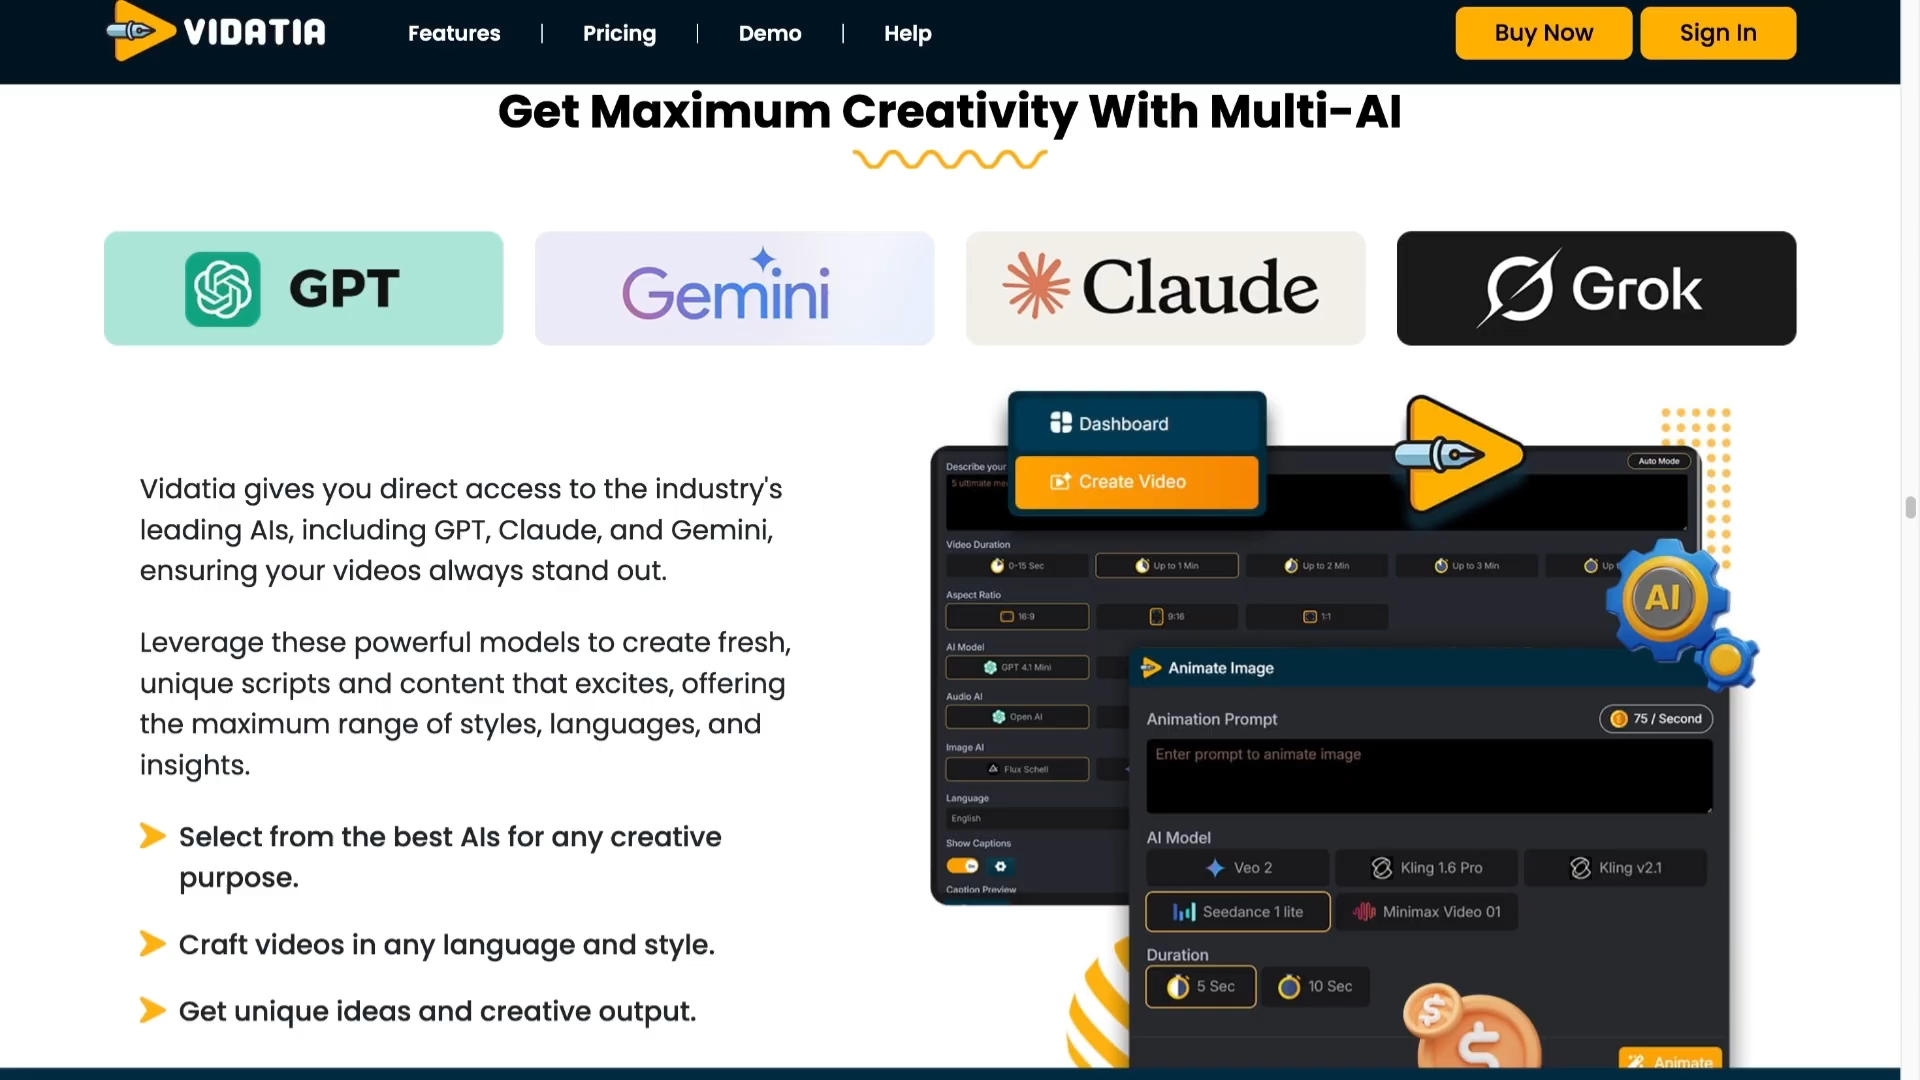 VIDATIA
Features | Pricing | Demo | Help
Buy Now
Sign In
Get Maximum Creativity With Multi-AI
GPT
Gemini
Claude
Grok
Vidatia gives you direct access to the industry's
leading AIs, including GPT, Claude, and Gemini,
ensuring your videos always stand out.
Leverage these powerful models to create fresh,
unique scripts and content that excites, offering
the maximum range of styles, languages, and
insights.
Select from the best AIs for any creative
purpose.
Craft videos in any language and style.
Get unique ideas and creative output.
Dashboard
Create Video
Describe your
5 ultimate
Auto Mode
Video Duration
0-15 Sec
Up to 1 Min
Up to 2 Min
Up to 3 Min
Up
Aspect Ratio
16:9
9:16
1:1
AI Model
GPT 4.1 Mini
Audio AI
Open AI
Image AI
Flux Schell
Language
English
Show Captions
On
Caption Preview
AI
Animate Image
Animation Prompt
75 / Second
Enter prompt to animate image
AI Model
Veo 2
Kling 1.6 Pro
Kling v2.1
Seedance 1 lite
Minimax Video 01
Duration
5 Sec
10 Sec
$
$
Animate